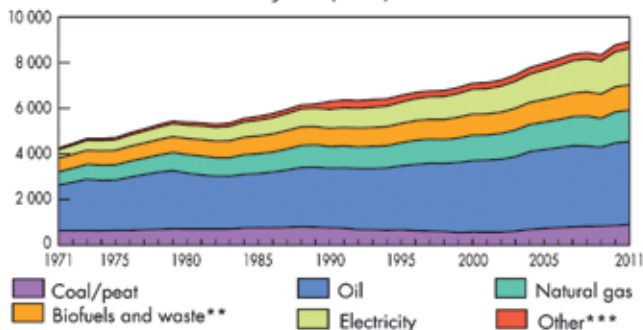 10 000
8 000
6 000
4 000
2 000
0
1971 1975 1980 1985 1990 1995 2000 2005 2011
Coal/peat Oil Natural gas
Biofuels and waste** Electricity Other***